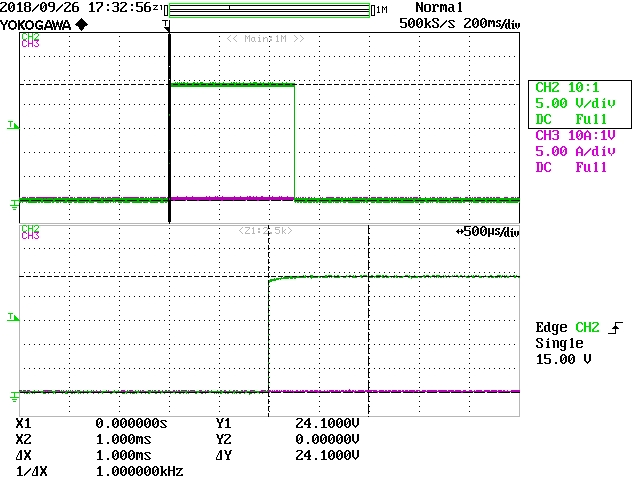 2018/09/26 17:32:56 Z1 1M Normal
YOKOGAWA ◆ T 500kS/s 200ms/div
CH2 << Main:1M >>
CH3
CH2 10:1
5.00 V/div
DC Full
CH3 10A:1V
5.00 A/div
DC Full
T
CH2 <Z1:2.5k> ↔500μs/div
CH3
T
Edge CH2
Single
15.00 V
X1 0.000000s Y1 24.1000V
X2 1.000ms Y2 0.00000V
ΔX 1.000ms ΔY 24.1000V
1/ΔX 1.000000kHz